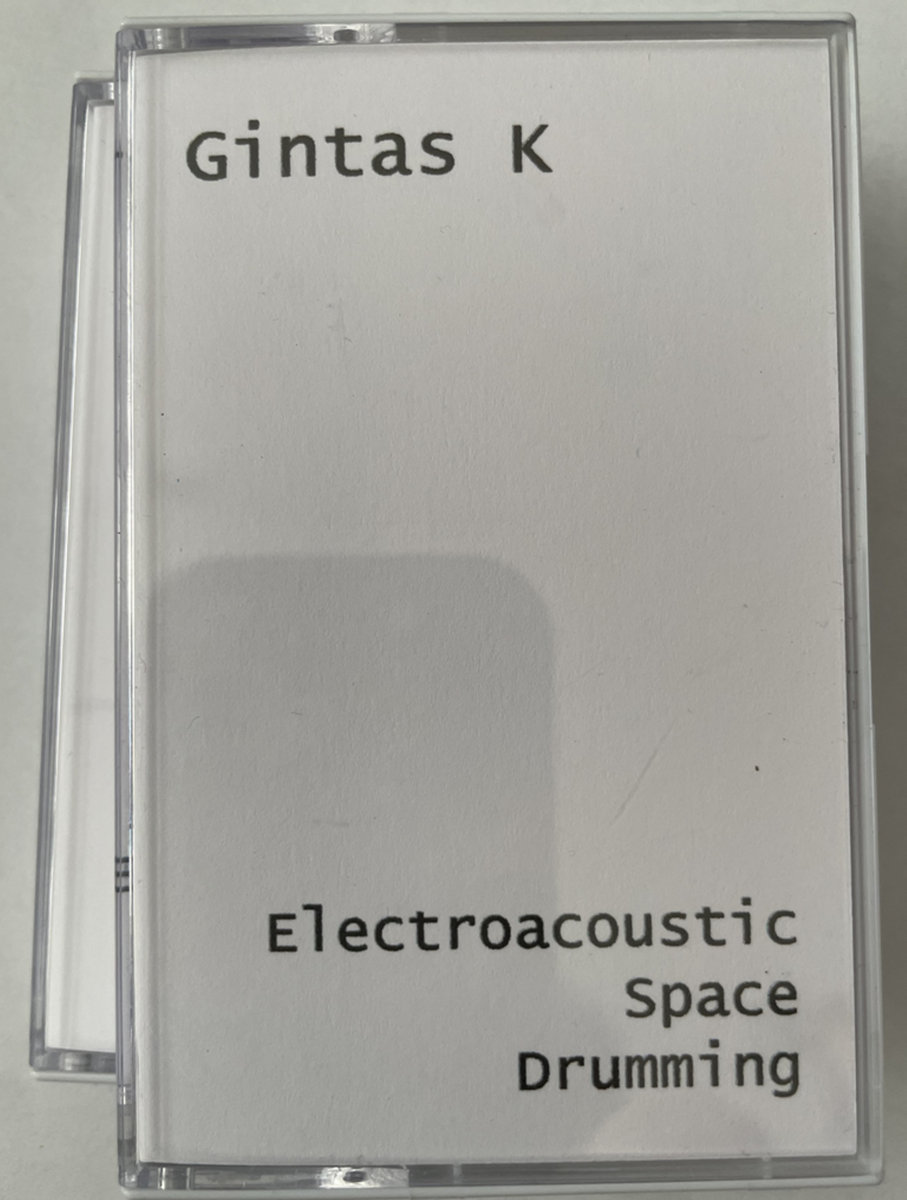 Gintas K
Electroacoustic
Space
Drumming